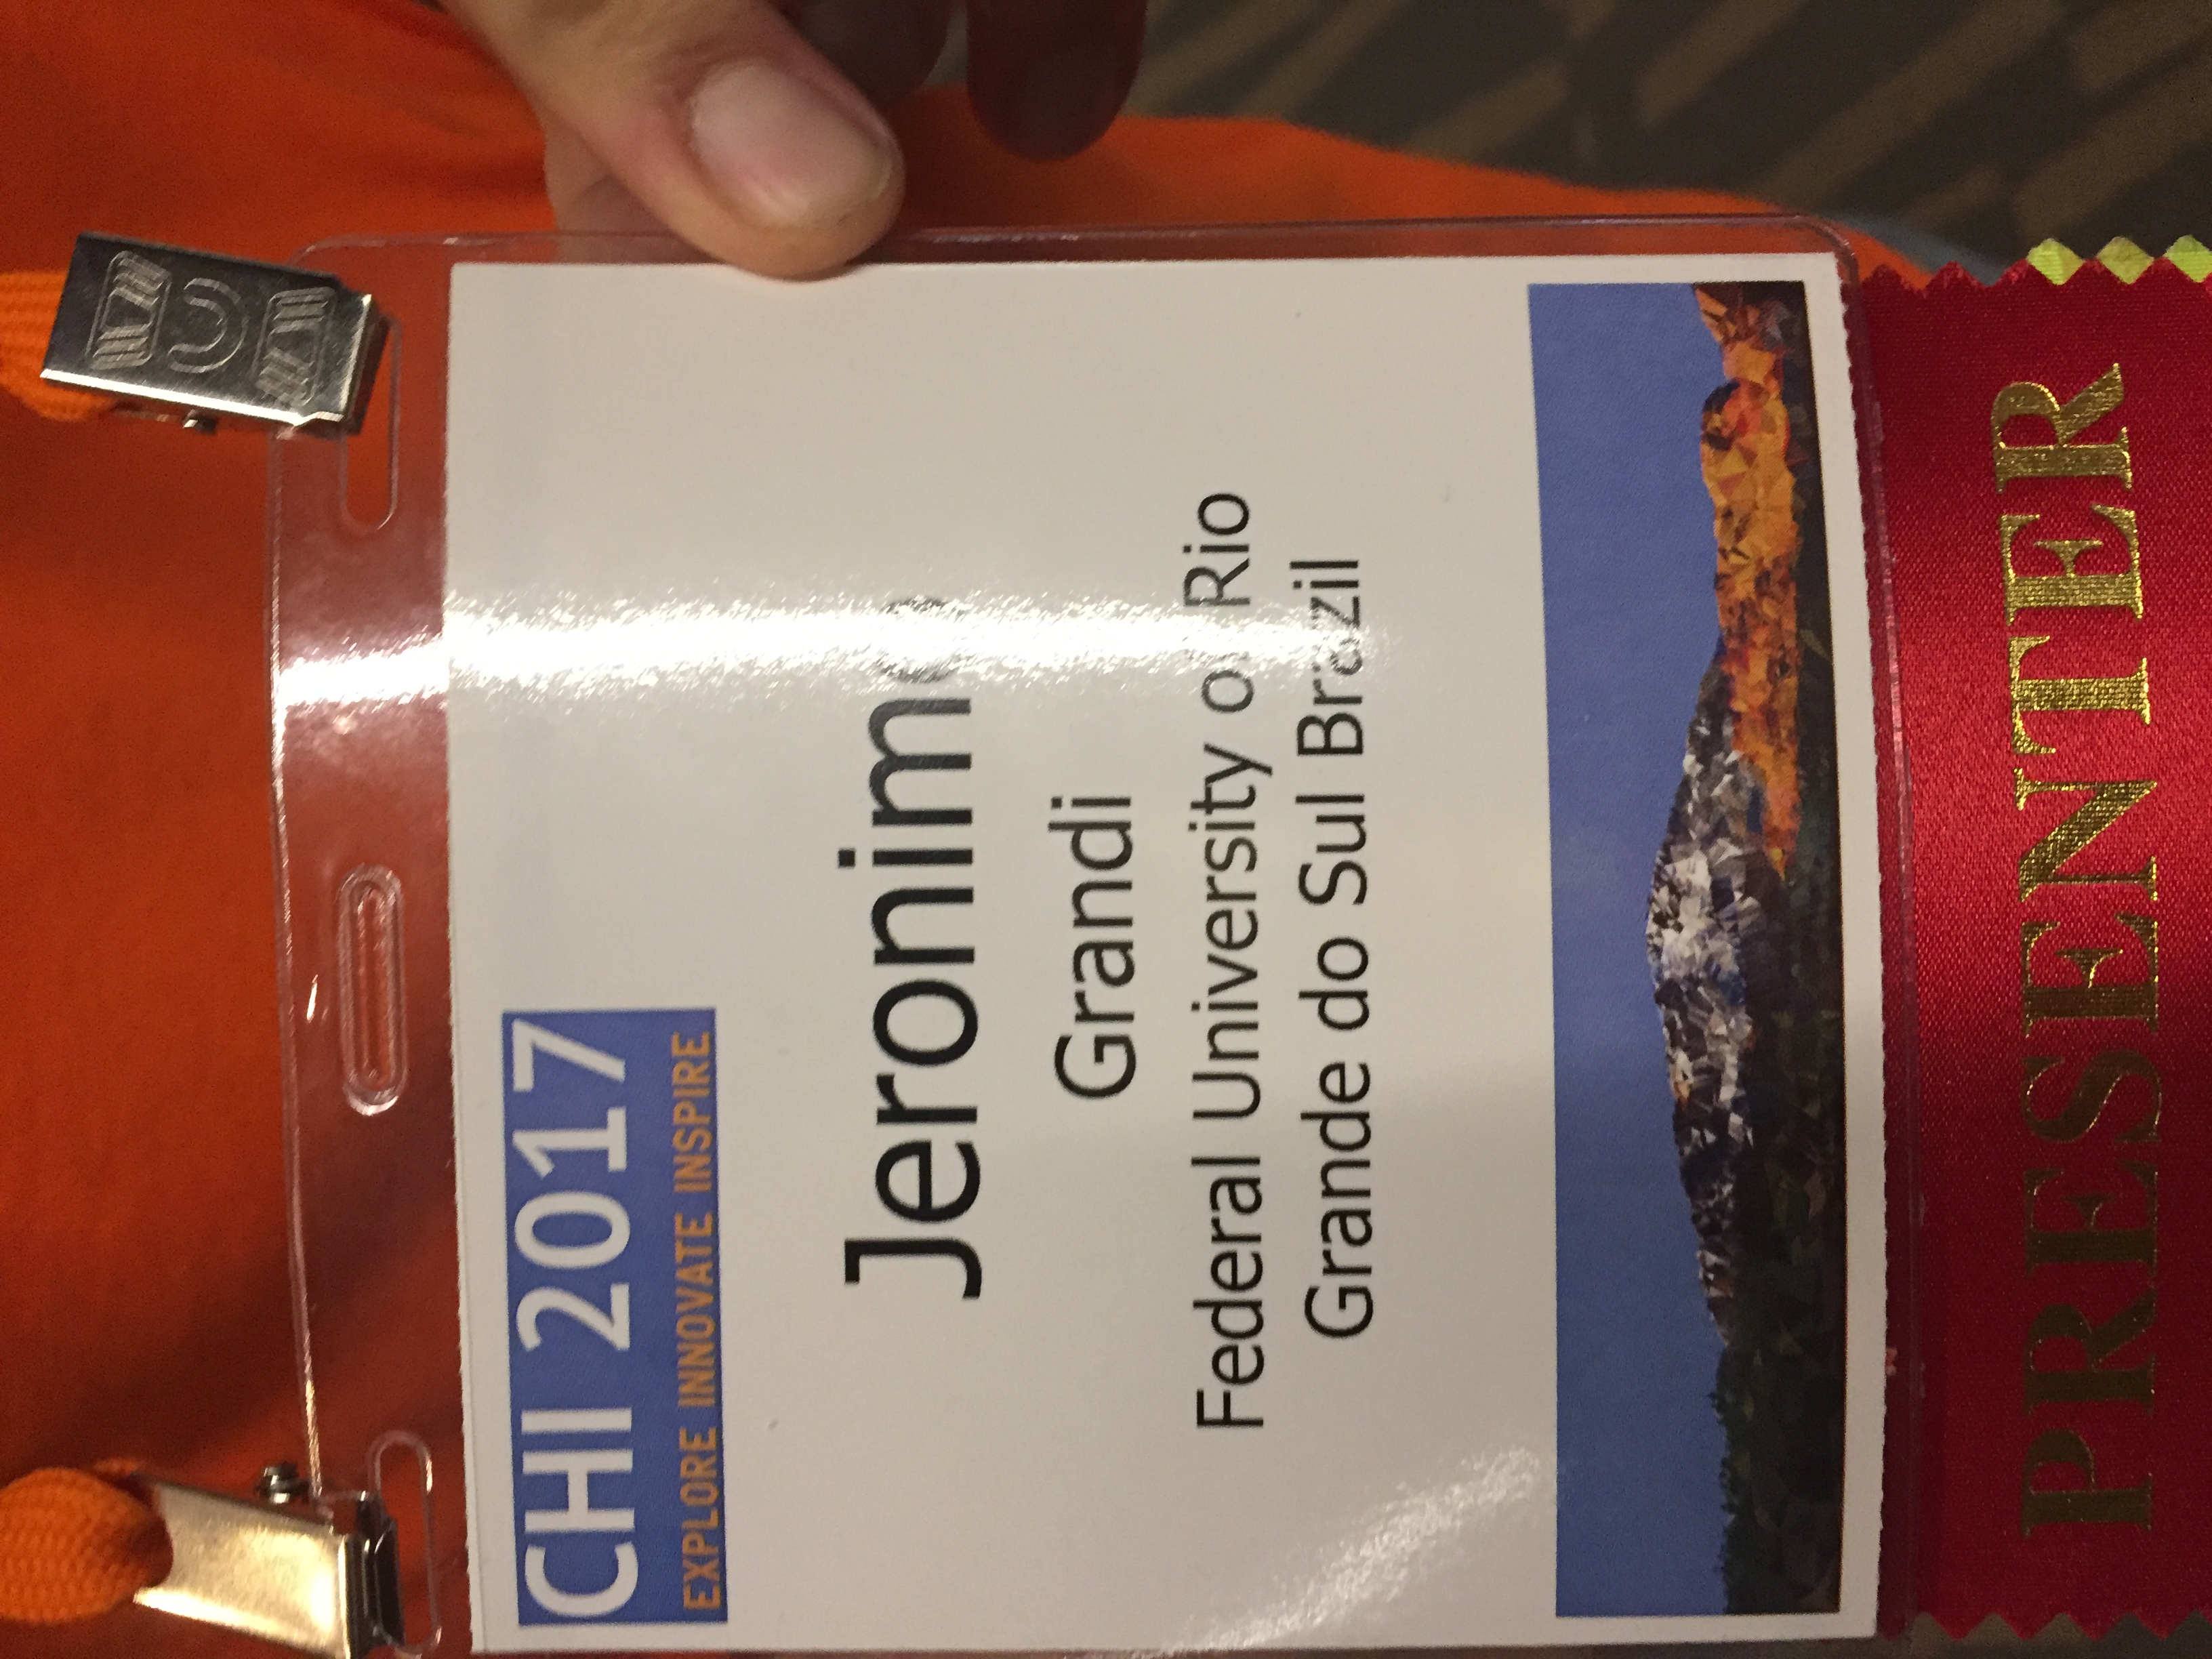 CHI 2017
EXPLORE INNOVATE INSPIRE
Jeronimo
Grandi
Federal University of Rio
Grande do Sul Brazil
PRESENTER